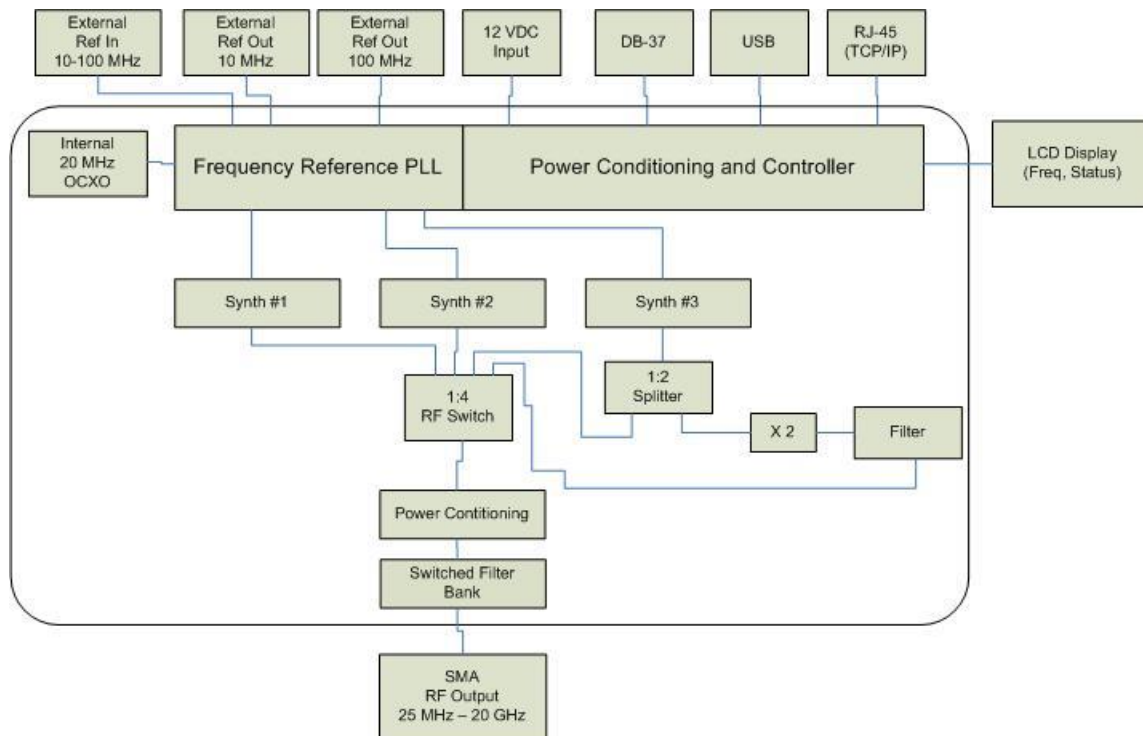 External
Ref In
10-100 MHz
External
Ref Out
10 MHz
External
Ref Out
100 MHz
12 VDC
Input
DB-37
USB
RJ-45
(TCP/IP)
Internal
20 MHz
OCXO
Frequency Reference PLL
Power Conditioning and Controller
LCD Display
(Freq, Status)
Synth #1
Synth #2
Synth #3
1:4
RF Switch
1:2
Splitter
X 2
Filter
Power Contitioning
Switched Filter
Bank
SMA
RF Output
25 MHz – 20 GHz